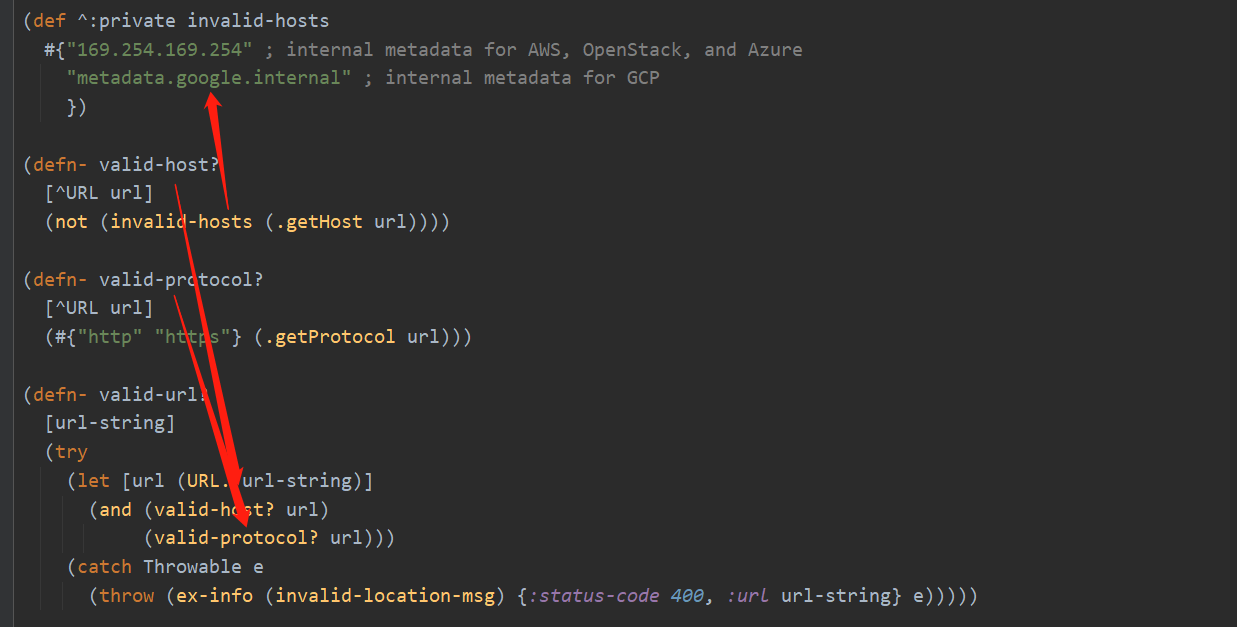 (def ^:private invalid-hosts
#{"169.254.169.254" ; internal metadata for AWS, OpenStack, and Azure
"metadata.google.internal" ; internal metadata for GCP
})
(defn- valid-host?
[^URL url]
(not (invalid-hosts (.getHost url))))
(defn- valid-protocol?
[^URL url]
(#{"http" "https"} (.getProtocol url)))
(defn- valid-url?
[url-string]
(try
(let [url (URL. url-string)]
(and (valid-host? url)
(valid-protocol? url)))
(catch Throwable e
(throw (ex-info (invalid-location-msg) {:status-code 400, :url url-string} e)))))